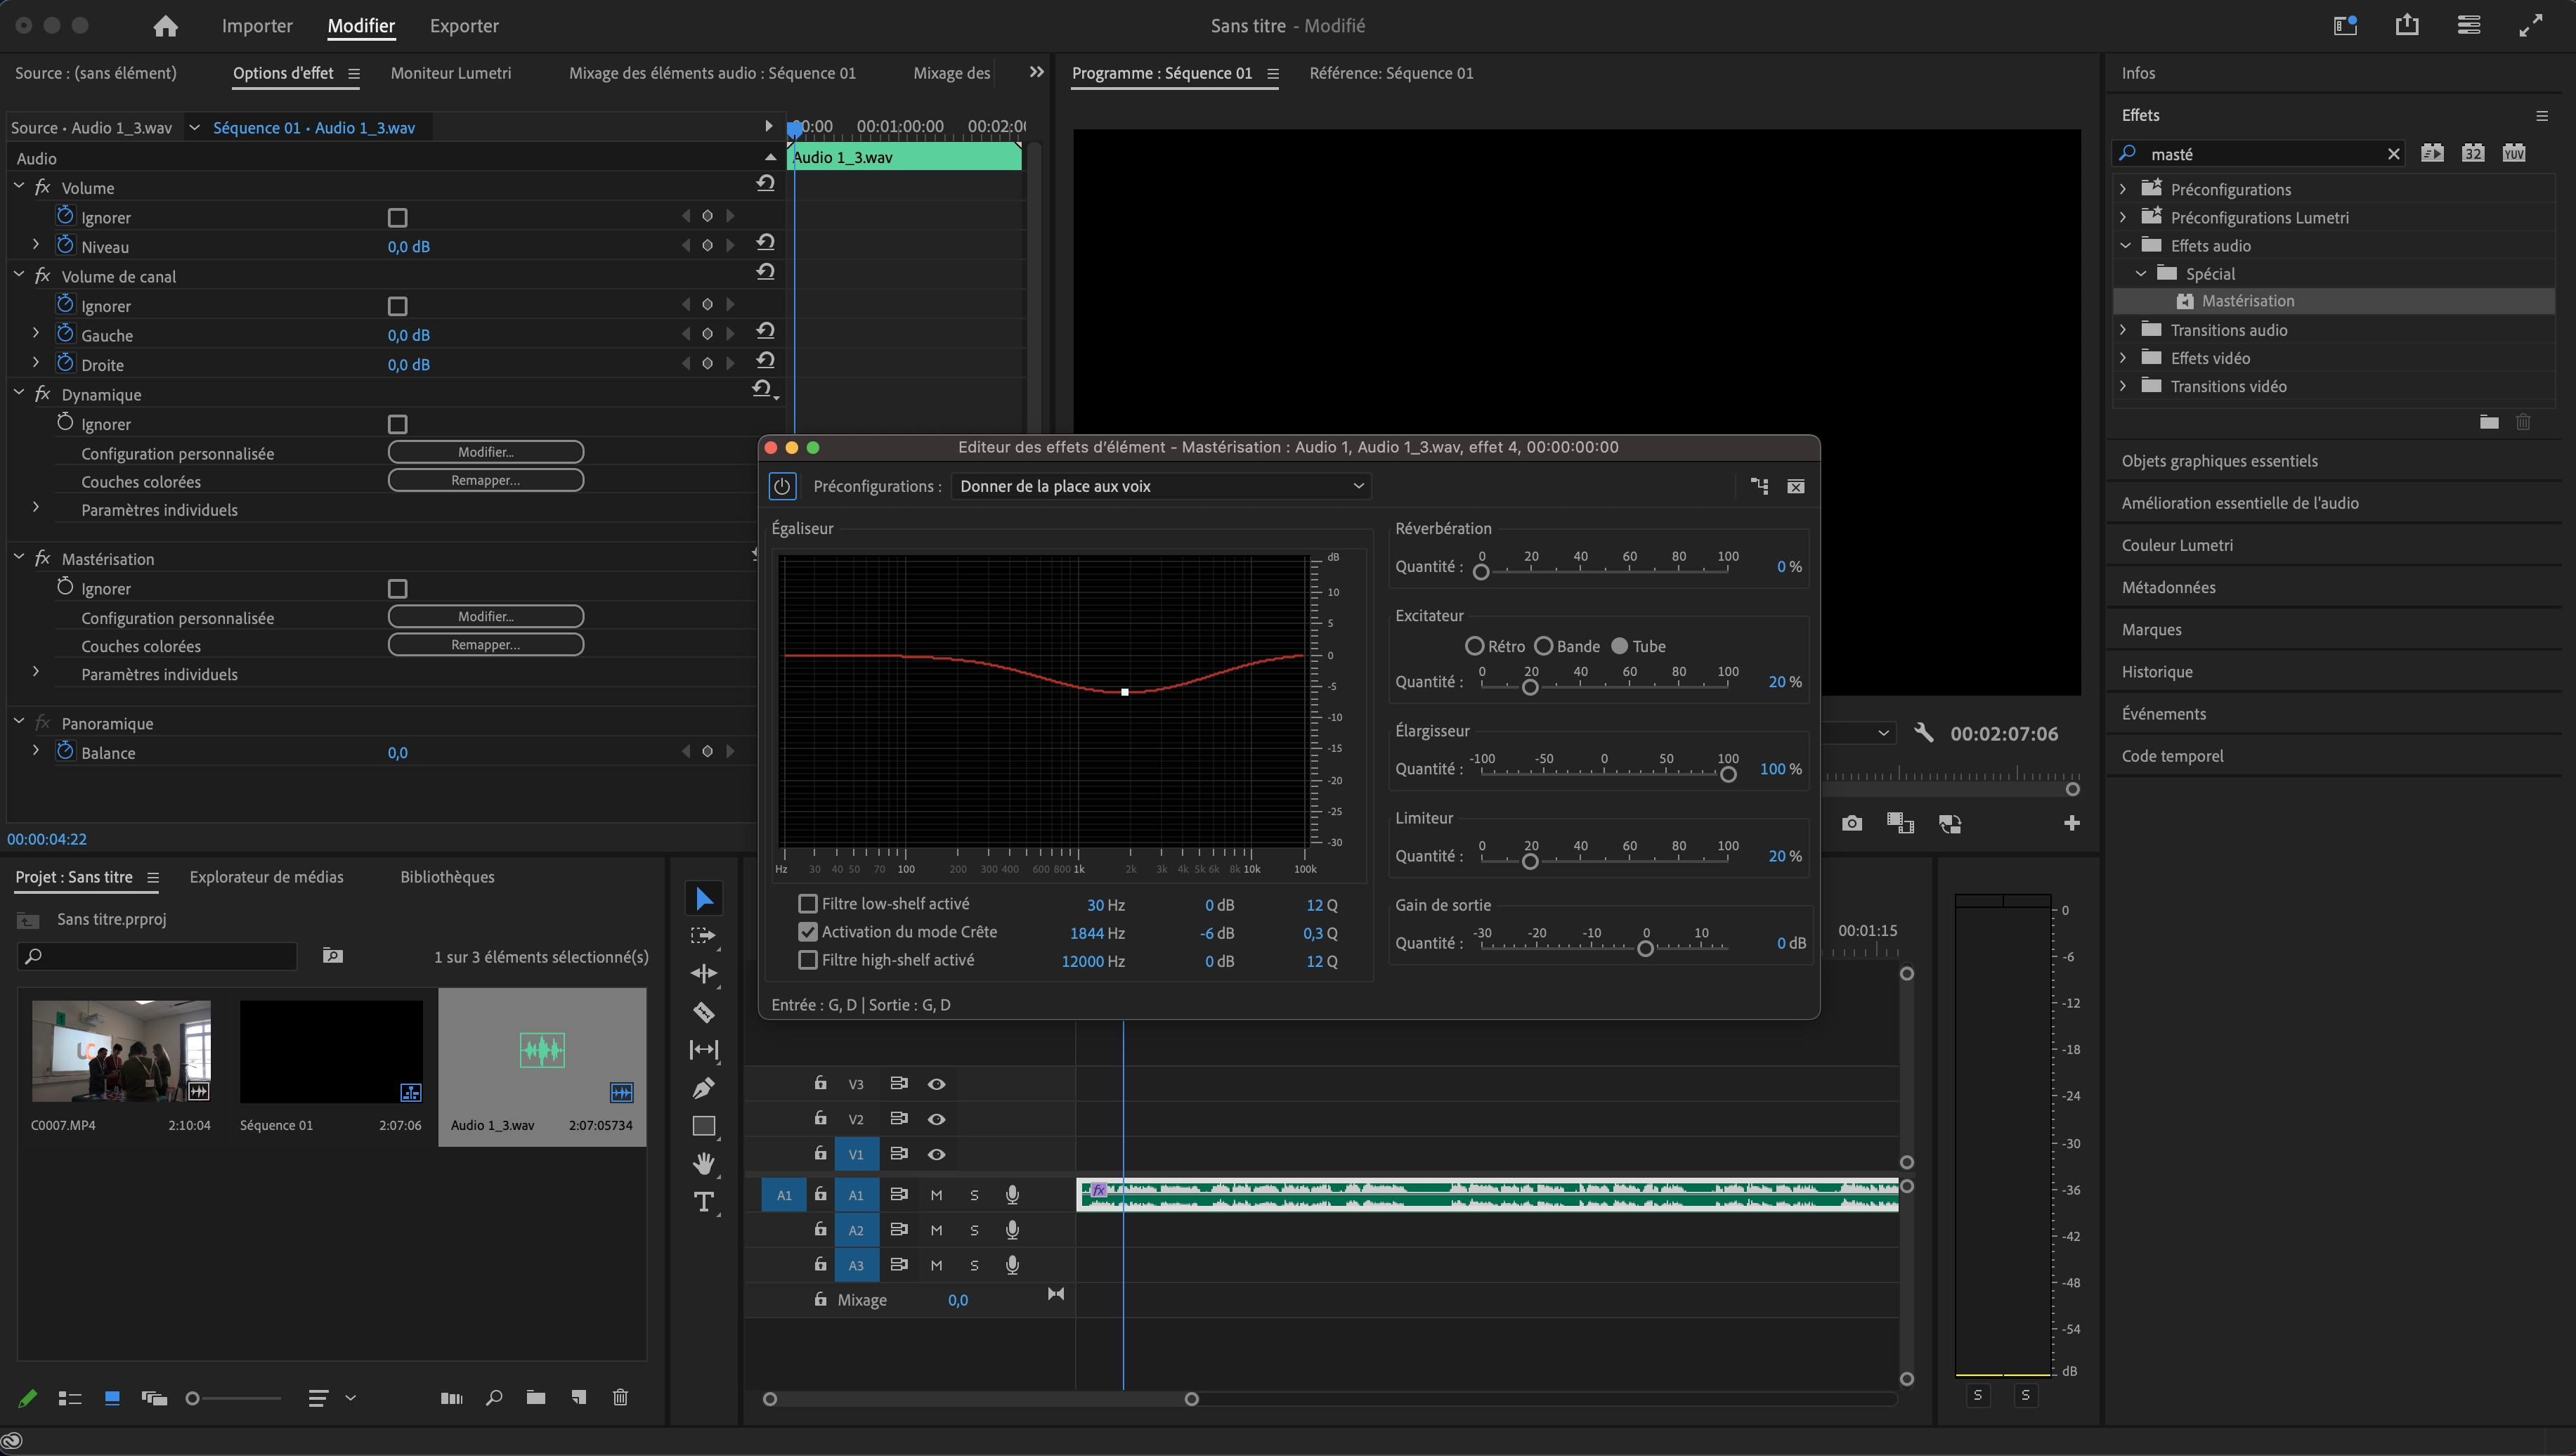 Importer
Modifier
Exporter
Sans titre - Modifié
Source : (sans élément)
Options d'effet
Moniteur Lumetri
Mixage des éléments audio : Séquence 01
Mixage des
Programme : Séquence 01
Référence: Séquence 01
Source • Audio 1_3.wav
Séquence 01 • Audio 1_3.wav
00:01:00:00
Audio
Audio 1_3.wav
fx Volume
Ignorer
Niveau
0,0 dB
fx Volume de canal
Ignorer
Gauche
0,0 dB
Droite
0,0 dB
fx Dynamique
Ignorer
Configuration personnalisée
Modifier...
Couches colorées
Remapper...
Paramètres individuels
fx Mastérisation
Ignorer
Configuration personnalisée
Modifier...
Couches colorées
Remapper...
Paramètres individuels
fx Panoramique
Balance
0,0
00:00:04:22
Editeur des effets d'élément - Mastérisation : Audio 1, Audio 1_3.wav, effet 4, 00:00:00:00
Préconfigurations :
Donner de la place aux voix
Égaliseur
dB
10
5
0
-5
-10
-15
-20
-25
-30
Hz 30 40 50 70 100 200 300 400 600 800 1k 2k 3k 4k 5k 6k 8k 10k 100k
Filtre low-shelf activé 30 Hz 0 dB 12 Q
Activation du mode Crête 1844 Hz -6 dB 0,3 Q
Filtre high-shelf activé 12000 Hz 0 dB 12 Q
Entrée : G, D | Sortie : G, D
Réverbération
0 20 40 60 80 100
Quantité : 0 %
Excitateur
Rétro Bande Tube
0 20 40 60 80 100
Quantité : 20 %
Élargisseur
-100 -50 0 50 100
Quantité : 100 %
Limiteur
0 20 40 60 80 100
Quantité : 20 %
Gain de sortie
-30 -20 -10 0 10
Quantité : 0 dB
00:02:07:06
Infos
Effets
masté
32
YUV
Préconfigurations
Préconfigurations Lumetri
Effets audio
Spécial
Mastérisation
Transitions audio
Effets vidéo
Transitions vidéo
Objets graphiques essentiels
Amélioration essentielle de l'audio
Couleur Lumetri
Métadonnées
Marques
Historique
Événements
Code temporel
Projet : Sans titre
Explorateur de médias
Bibliothèques
Sans titre.prproj
1 sur 3 éléments sélectionné(s)
C0007.MP4 2:10:04
Séquence 01 2:07:06
Audio 1_3.wav 2:07:05734
00:01:15
V3
V2
V1
A1 A1 M S
fx
A2 M S
A3 M S
Mixage 0,0
0
-6
-12
-18
-24
-30
-36
-42
-48
-54
dB
S S